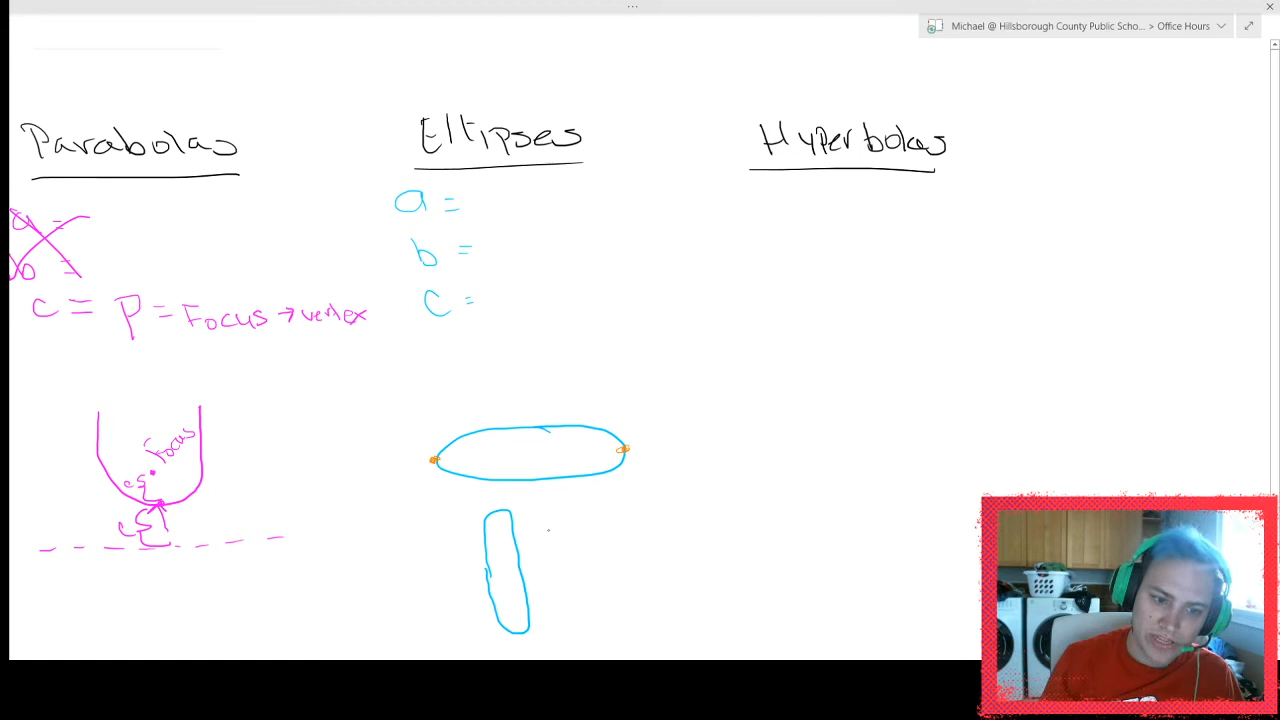 Michael @ Hillsborough County Public Scho... > Office Hours
Parabolas
a =
b =
c = P = Focus → vertex
Focus
c
c
Ellipses
a =
b =
c =
Hyperbolas